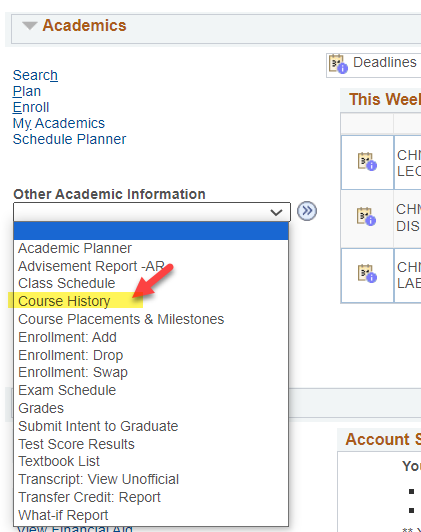 Academics
Deadlines
Search
Plan
Enroll
My Academics
Schedule Planner
This Week
CHM
LEC
CHM
DIS
CHM
LAB
Other Academic Information
Academic Planner
Advisement Report -AR
Class Schedule
Course History
Course Placements & Milestones
Enrollment: Add
Enrollment: Drop
Enrollment: Swap
Exam Schedule
Grades
Submit Intent to Graduate
Test Score Results
Textbook List
Transcript: View Unofficial
Transfer Credit: Report
What-if Report
View Financial Aid
Account S
You